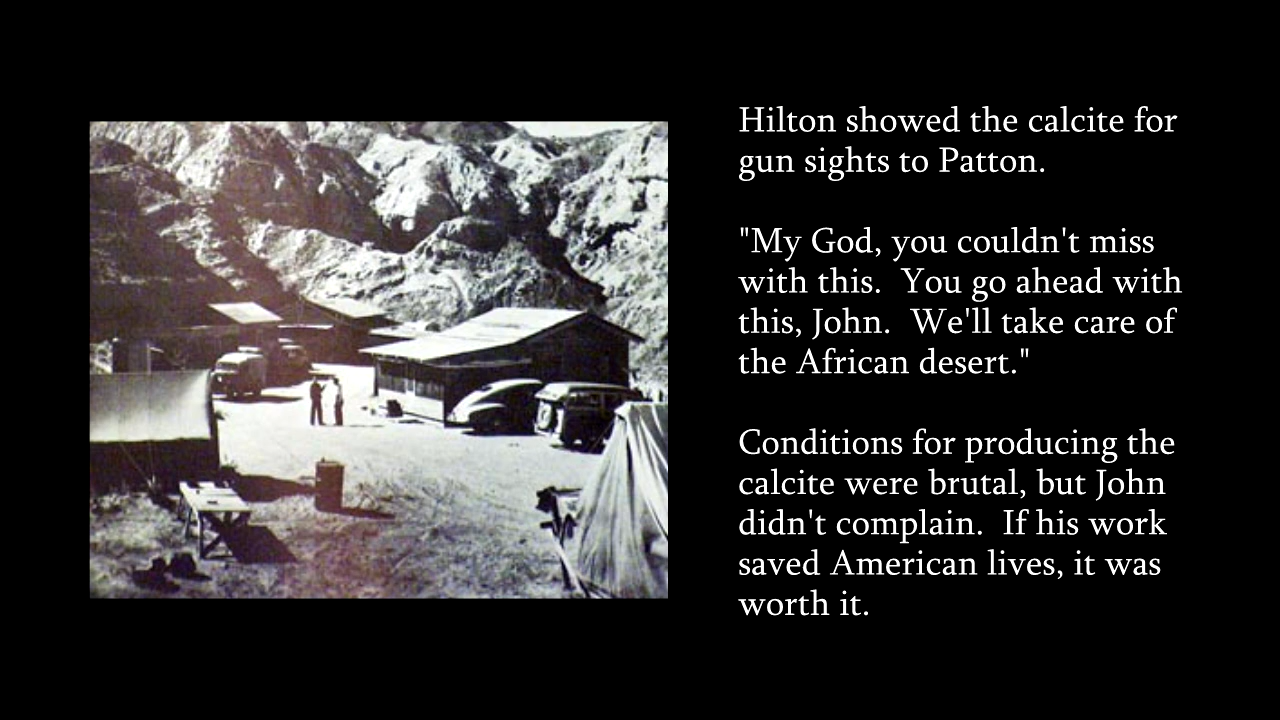 Hilton showed the calcite for
gun sights to Patton.
"My God, you couldn't miss
with this.  You go ahead with
this, John.  We'll take care of
the African desert."
Conditions for producing the
calcite were brutal, but John
didn't complain.  If his work
saved American lives, it was
worth it.